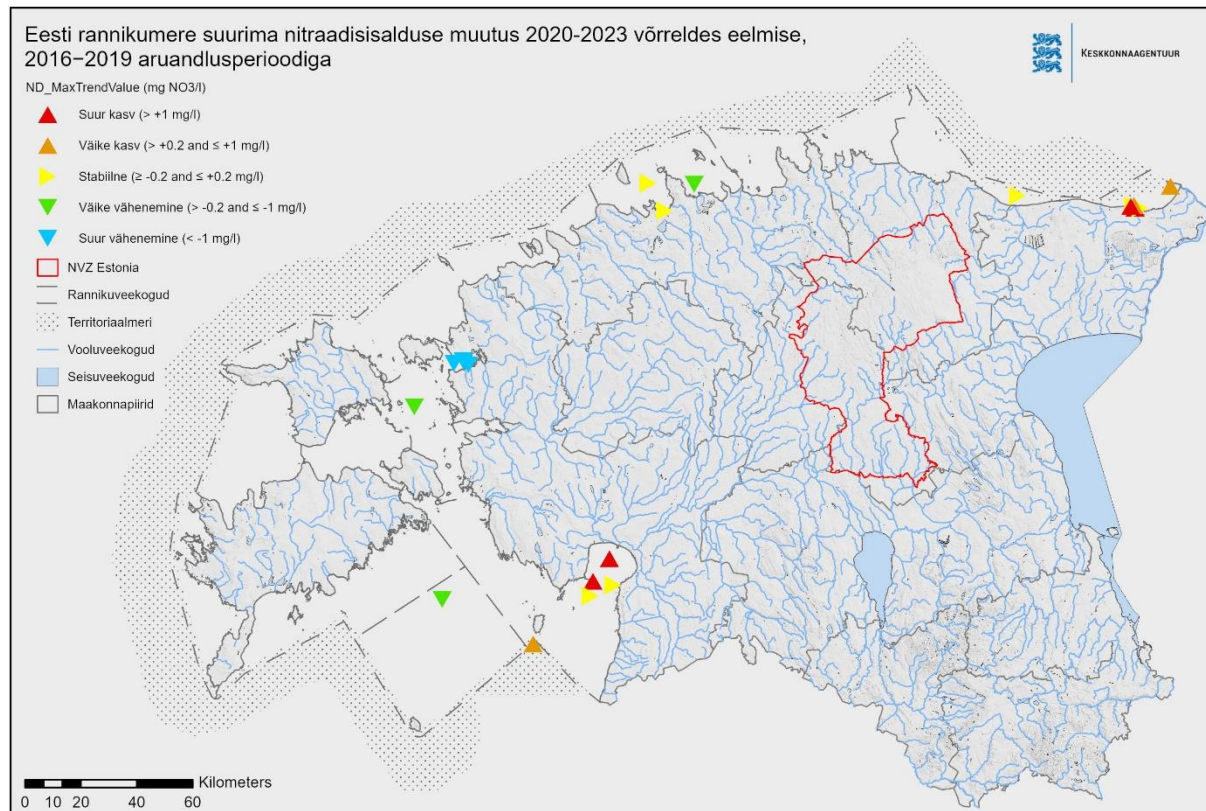 Eesti rannikumere suurima nitraadisisalduse muutus 2020-2023 võrreldes eelmise,
2016−2019 aruandlusperioodiga
KESKKONNAAGENTUUR
ND_MaxTrendValue (mg NO3/l)
Suur kasv (> +1 mg/l)
Väike kasv (> +0.2 and ≤ +1 mg/l)
Stabiilne (≥ -0.2 and ≤ +0.2 mg/l)
Väike vähenemine (> -0.2 and ≤ -1 mg/l)
Suur vähenemine (< -1 mg/l)
NVZ Estonia
Rannikuveekogud
Territoriaalmeri
Vooluveekogud
Seisuveekogud
Maakonnapiirid
Kilometers
0 10 20 40 60